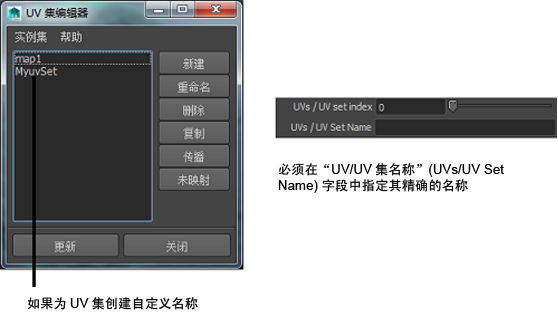 UV 集编辑器
实例集 帮助
map1
MyuvSet
新建
重命名
删除
复制
传播
未映射
更新 关闭
如果为 UV 集创建自定义名称
UVs / UV set index 0
UVs / UV Set Name
必须在“UV/UV 集名称”(UVs/UV Set
Name) 字段中指定其精确的名称